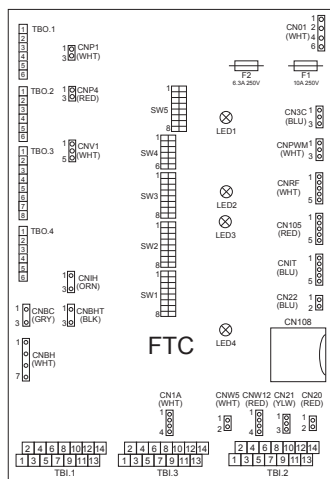 TBO.1
1
2
3
4
5
6
CNP1
(WHT)
1
3
CN01
(WHT)
1
2
4
6
F2
6.3A 250V
F1
10A 250V
TBO.2
1
2
3
4
5
6
CNP4
(RED)
1
3
SW5
1
8
LED1
CN3C
(BLU)
1
3
TBO.3
1
2
3
4
5
6
7
8
CNV1
(WHT)
1
5
SW4
1
6
CNPWM
(WHT)
1
3
SW3
1
8
LED2
CNRF
(WHT)
1
5
TBO.4
1
2
3
4
5
6
SW2
1
8
LED3
CN105
(RED)
1
5
CNIH
(ORN)
1
3
SW1
1
8
CNIT
(BLU)
1
5
CNBC
(GRY)
1
3
CNBHT
(BLK)
1
3
CN22
(BLU)
1
2
CNBH
(WHT)
1
7
FTC
LED4
CN108
CN1A
(WHT)
1
4
CNW5
(WHT)
1
2
CNW12
(RED)
1
4
CN21
(YLW)
1
3
CN20
(RED)
1
2
2 4 6 8 10 12 14
1 3 5 7 9 11 13
TBI.1
2 4 6 8 10 12 14
1 3 5 7 9 11 13
TBI.3
2 4 6 8 10 12 14
1 3 5 7 9 11 13
TBI.2